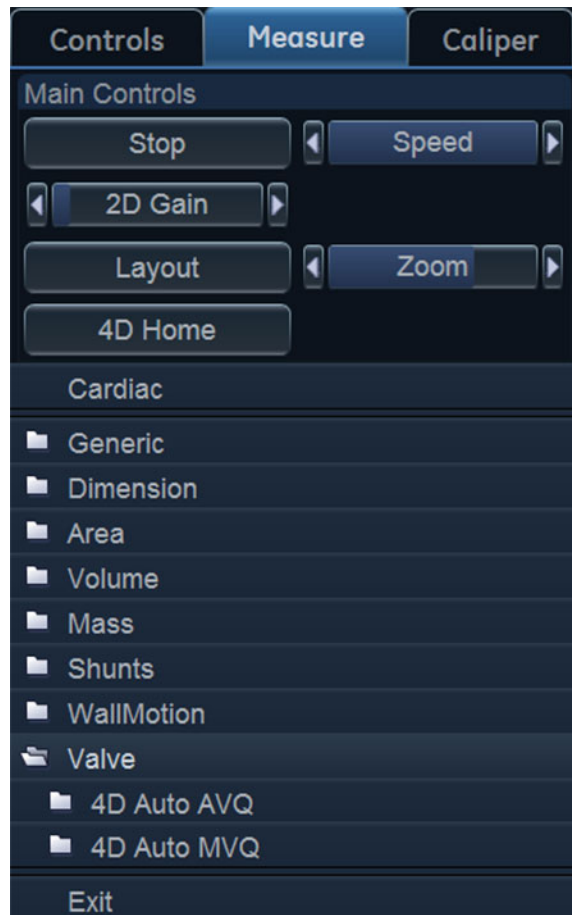 Controls Measure Caliper
Main Controls
Stop Speed
2D Gain
Layout Zoom
4D Home
Cardiac
Generic
Dimension
Area
Volume
Mass
Shunts
WallMotion
Valve
4D Auto AVQ
4D Auto MVQ
Exit